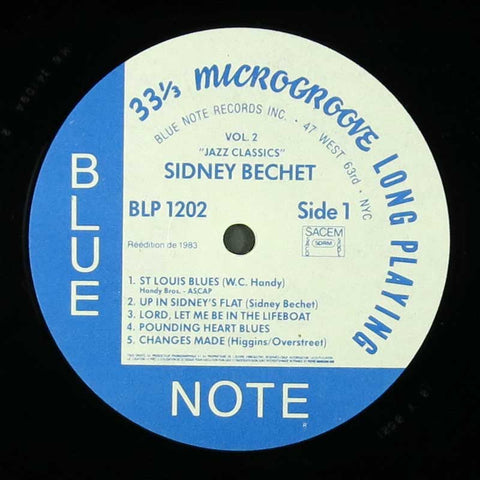 33⅓ MICROGROOVE LONG PLAYING
BLUE NOTE RECORDS INC. • 47 WEST 63rd • NYC
VOL. 2
"JAZZ CLASSICS"
SIDNEY BECHET
BLP 1202
Side 1
Réédition de 1983
SACEM
SDRM
1. ST LOUIS BLUES (W.C. Handy)
Handy Bros. - ASCAP
2. UP IN SIDNEY'S FLAT (Sidney Bechet)
3. LORD, LET ME BE IN THE LIFEBOAT
4. POUNDING HEART BLUES
5. CHANGES MADE (Higgins/Overstreet)
BLUE
NOTE